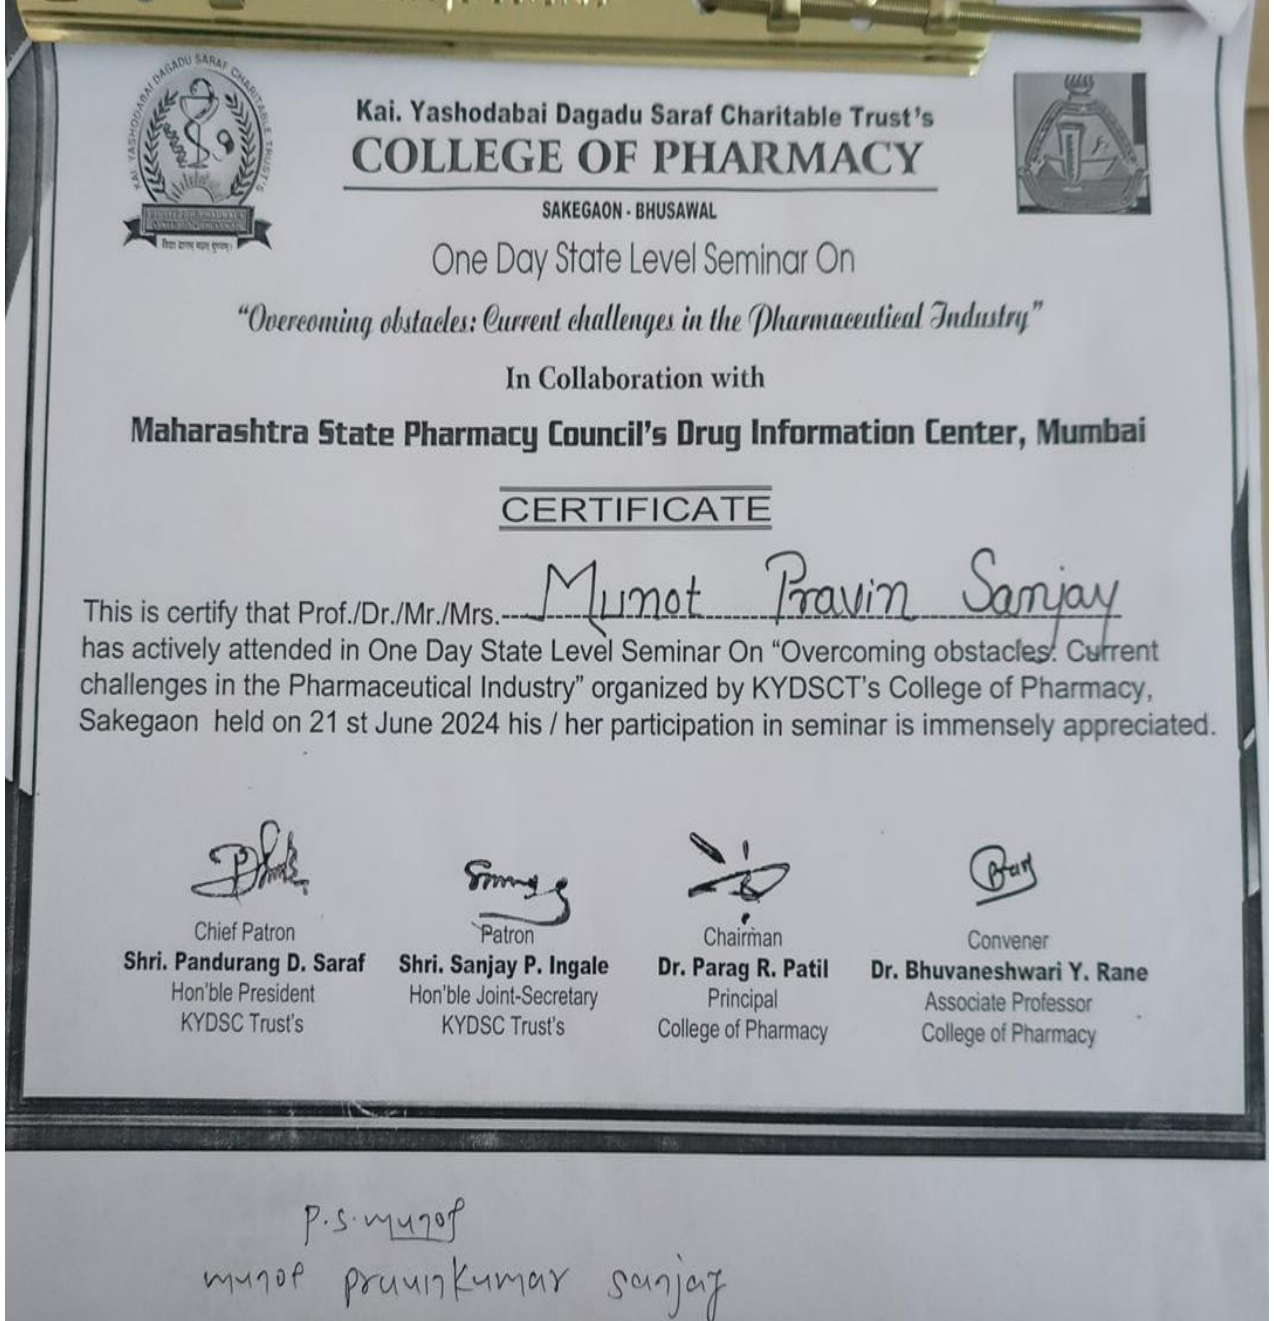 KAI. YASHODABAI DAGADU SARAF CHARITABLE TRUST'S
Kai. Yashodabai Dagadu Saraf Charitable Trust's
COLLEGE OF PHARMACY
SAKEGAON - BHUSAWAL
One Day State Level Seminar On
“Overcoming obstacles: Current challenges in the Pharmaceutical Industry”
In Collaboration with
Maharashtra State Pharmacy Council's Drug Information Center, Mumbai
CERTIFICATE
This is certify that Prof./Dr./Mr./Mrs. Munot Pravin Sanjay
has actively attended in One Day State Level Seminar On “Overcoming obstacles: Current
challenges in the Pharmaceutical Industry” organized by KYDSCT's College of Pharmacy,
Sakegaon held on 21 st June 2024 his / her participation in seminar is immensely appreciated.
Chief Patron Patron Chairman Convener
Shri. Pandurang D. Saraf Shri. Sanjay P. Ingale Dr. Parag R. Patil Dr. Bhuvaneshwari Y. Rane
Hon'ble President Hon'ble Joint-Secretary Principal Associate Professor
KYDSC Trust's KYDSC Trust's College of Pharmacy College of Pharmacy
P.S. munot
munot pravinkumar sanjay